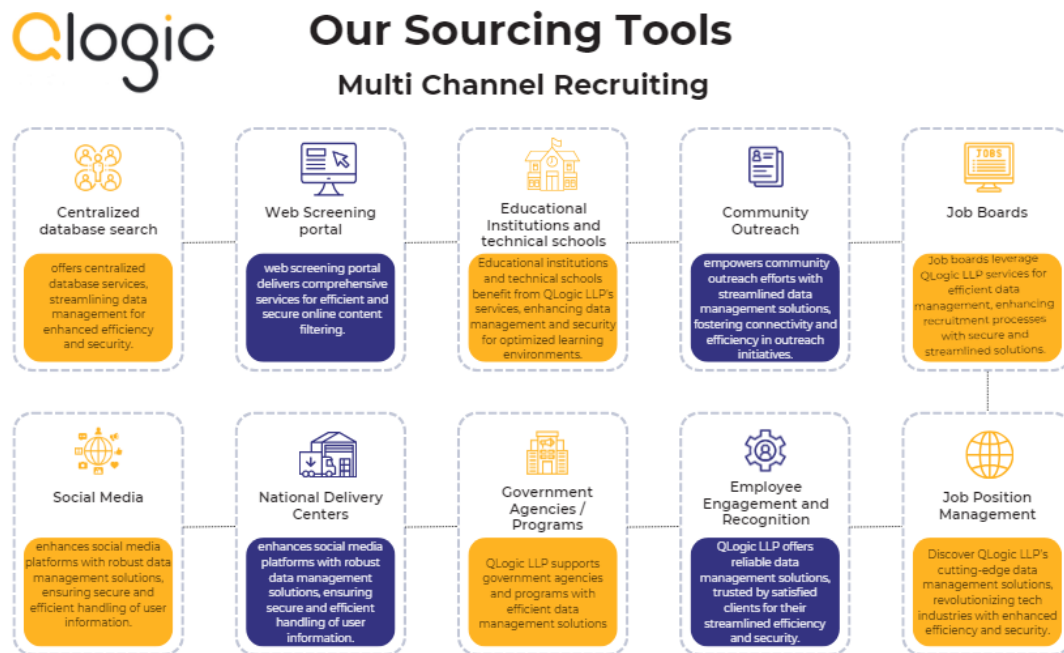 Qlogic
Our Sourcing Tools
Multi Channel Recruiting
Centralized
database search
offers centralized
database services,
streamlining data
management for
enhanced efficiency
and security.
Web Screening
portal
web screening portal
delivers comprehensive
services for efficient and
secure online content
filtering.
Educational
Institutions and
technical schools
Educational institutions
and technical schools
benefit from QLogic LLP's
services, enhancing data
management and security
for optimized learning
environments.
Community
Outreach
empowers community
outreach efforts with
streamlined data
management solutions,
fostering connectivity and
efficiency in outreach
initiatives.
JOBS
Job Boards
Job boards leverage
QLogic LLP services for
efficient data
management, enhancing
recruitment processes
with secure and
streamlined solutions.
Social Media
enhances social media
platforms with robust data
management solutions,
ensuring secure and
efficient handling of user
information.
National Delivery
Centers
enhances social media
platforms with robust
data management
solutions, ensuring
secure and efficient
handling of user
information.
Government
Agencies /
Programs
QLogic LLP supports
government agencies
and programs with
efficient data
management solutions
Employee
Engagement and
Recognition
QLogic LLP offers
reliable data
management solutions,
trusted by satisfied
clients for their
streamlined efficiency
and security.
Job Position
Management
Discover QLogic LLP's
cutting-edge data
management solutions,
revolutionizing tech
industries with enhanced
efficiency and security.